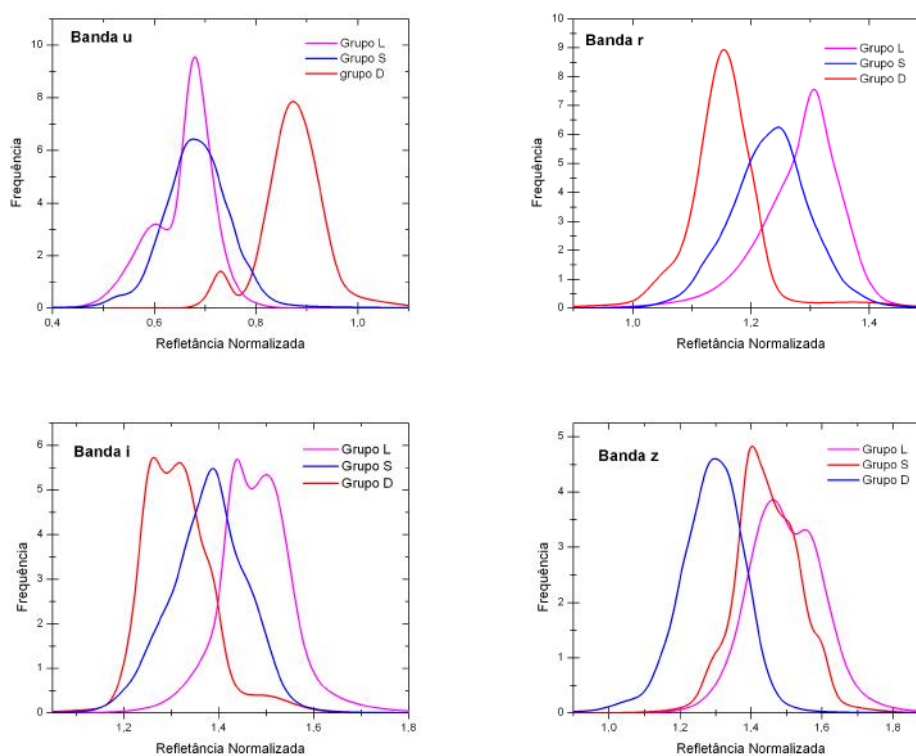 Banda u
Grupo L
Grupo S
grupo D
10
8
6
4
2
0
Frequência
0,4
0,6
0,8
1,0
Refletância Normalizada
Banda r
Grupo L
Grupo S
Grupo D
10
9
8
7
6
5
4
3
2
1
0
Frequência
1,0
1,2
1,4
Refletância Normalizada
Banda i
Grupo L
Grupo S
Grupo D
6
5
4
3
2
1
0
Frequência
1,2
1,4
1,6
1,8
Refletância Normalizada
Banda z
Grupo L
Grupo S
Grupo D
5
4
3
2
1
0
Frequência
1,0
1,2
1,4
1,6
1,8
Refletância Normalizada